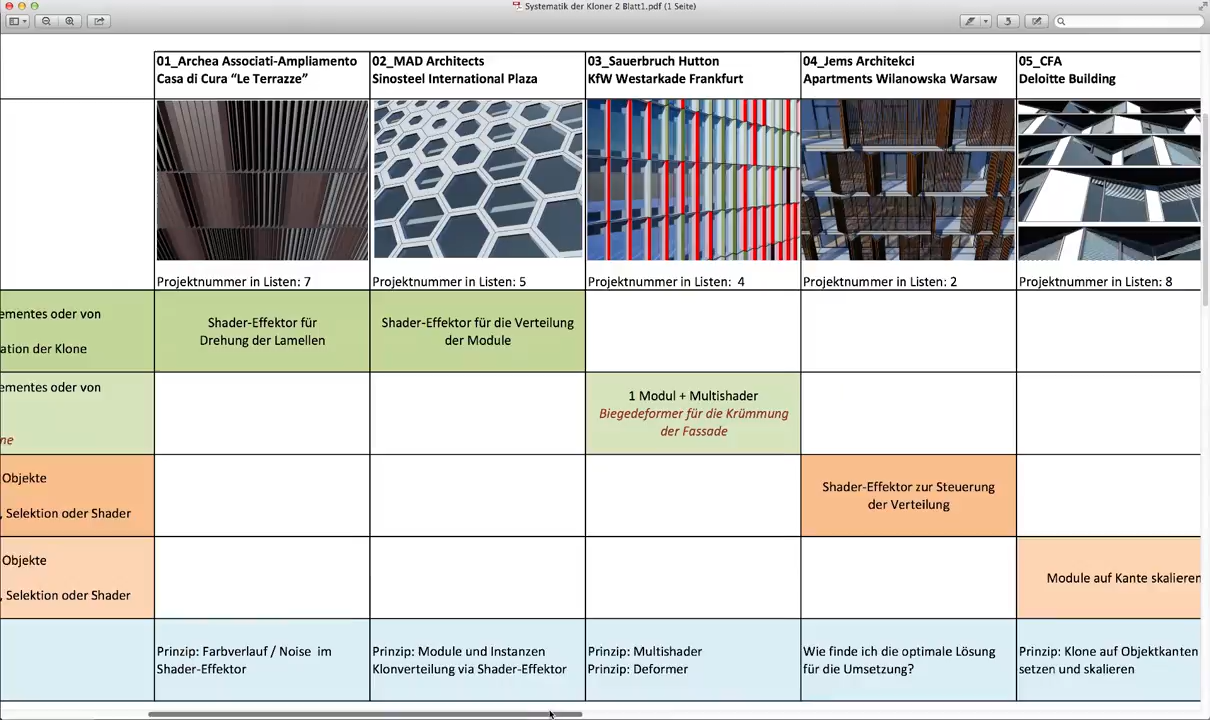 Systematik der Kloner 2 Blatt1.pdf (1 Seite)
01_Archea Associati-Ampliamento
Casa di Cura "Le Terrazze"
02_MAD Architects
Sinosteel International Plaza
03_Sauerbruch Hutton
KfW Westarkade Frankfurt
04_Jems Architekci
Apartments Wilanowska Warsaw
05_CFA
Deloitte Building
Projektnummer in Listen: 7
Projektnummer in Listen: 5
Projektnummer in Listen: 4
Projektnummer in Listen: 2
Projektnummer in Listen: 8
ementes oder von
ation der Klone
Shader-Effektor für
Drehung der Lamellen
Shader-Effektor für die Verteilung
der Module
ementes oder von
ne
1 Modul + Multishader
Biegedeformer für die Krümmung
der Fassade
Objekte
, Selektion oder Shader
Shader-Effektor zur Steuerung
der Verteilung
Objekte
, Selektion oder Shader
Module auf Kante skalieren
Prinzip: Farbverlauf / Noise im
Shader-Effektor
Prinzip: Module und Instanzen
Klonverteilung via Shader-Effektor
Prinzip: Multishader
Prinzip: Deformer
Wie finde ich die optimale Lösung
für die Umsetzung?
Prinzip: Klone auf Objektkanten
setzen und skalieren